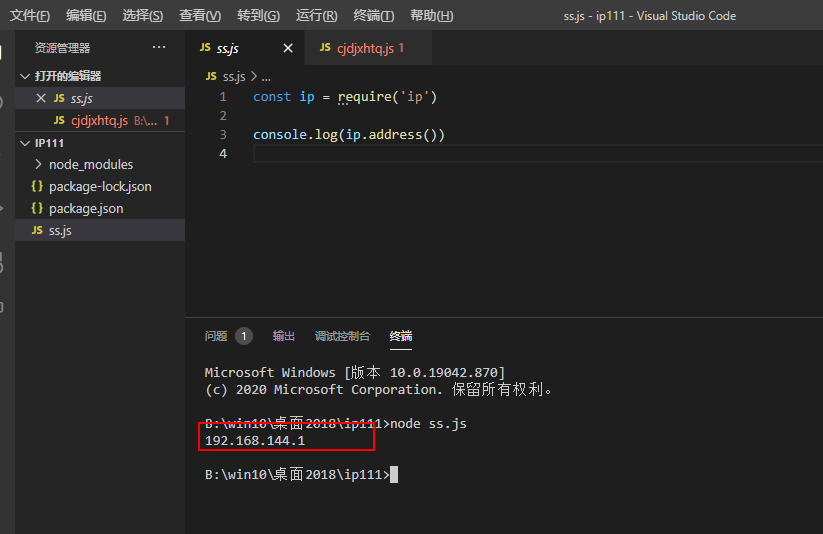 文件(F) 编辑(E) 选择(S) 查看(V) 转到(G) 运行(R) 终端(T) 帮助(H) ss.js - ip111 - Visual Studio Code
资源管理器 ···
JS ss.js × JS cjdjxhtq.js 1
打开的编辑器
JS ss.js > ...
× JS ss.js
JS cjdjxhtq.js B:\... 1
IP111
node_modules
{} package-lock.json
{} package.json
JS ss.js
1 const ip = require('ip')
2
3 console.log(ip.address())
4
问题 1 输出 调试控制台 终端
Microsoft Windows [版本 10.0.19042.870]
(c) 2020 Microsoft Corporation. 保留所有权利。
B:\win10\桌面2018\ip111>node ss.js
192.168.144.1
B:\win10\桌面2018\ip111>